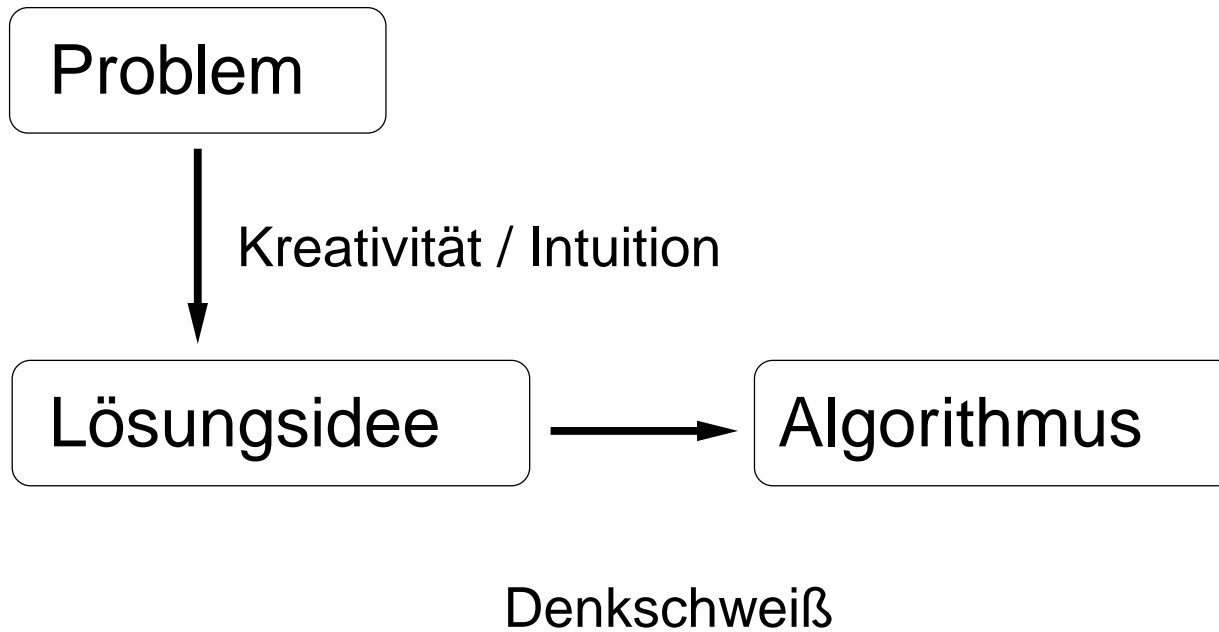 Problem
Kreativität / Intuition
Lösungsidee
Algorithmus
Denkschweiß